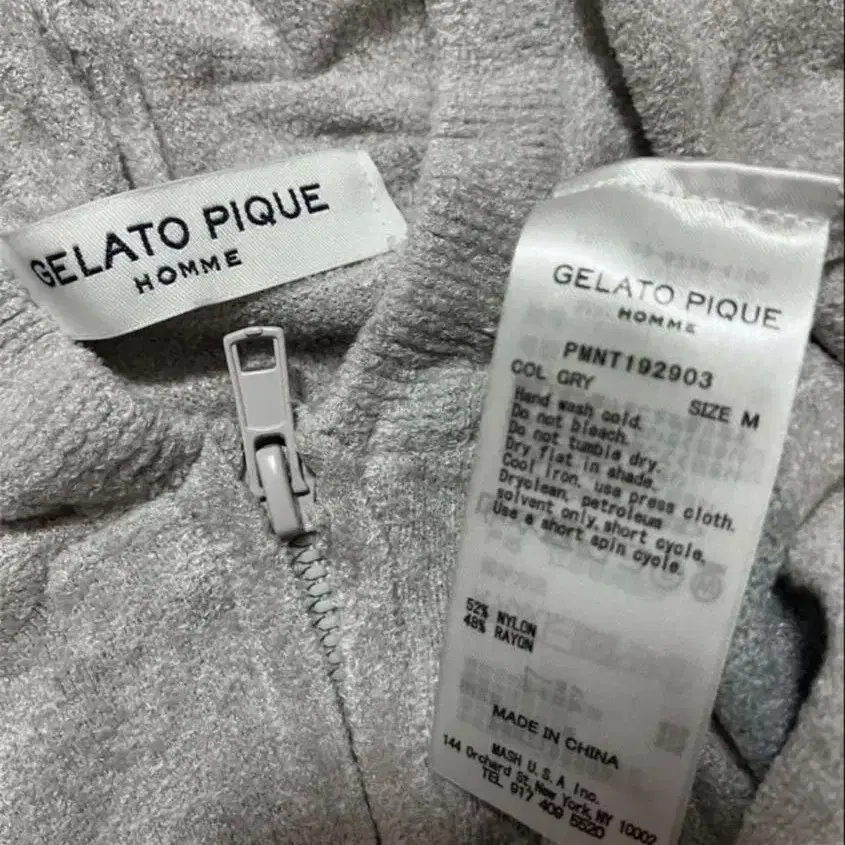 GELATO PIQUE
HOMME
GELATO PIQUE
HOMME
PMNT192903
COL GRY SIZE M
Hand wash cold.
Do not bleach.
Do not tumble dry.
Dry flat in shade.
Cool iron, use press cloth.
Dryclean, petroleum
solvent only, short cycle.
Use a short spin cycle.
52% NYLON
48% RAYON
MADE IN CHINA
MASH U.S.A Inc.
144 Orchard St, New York, NY 10002
TEL 917 409 5520